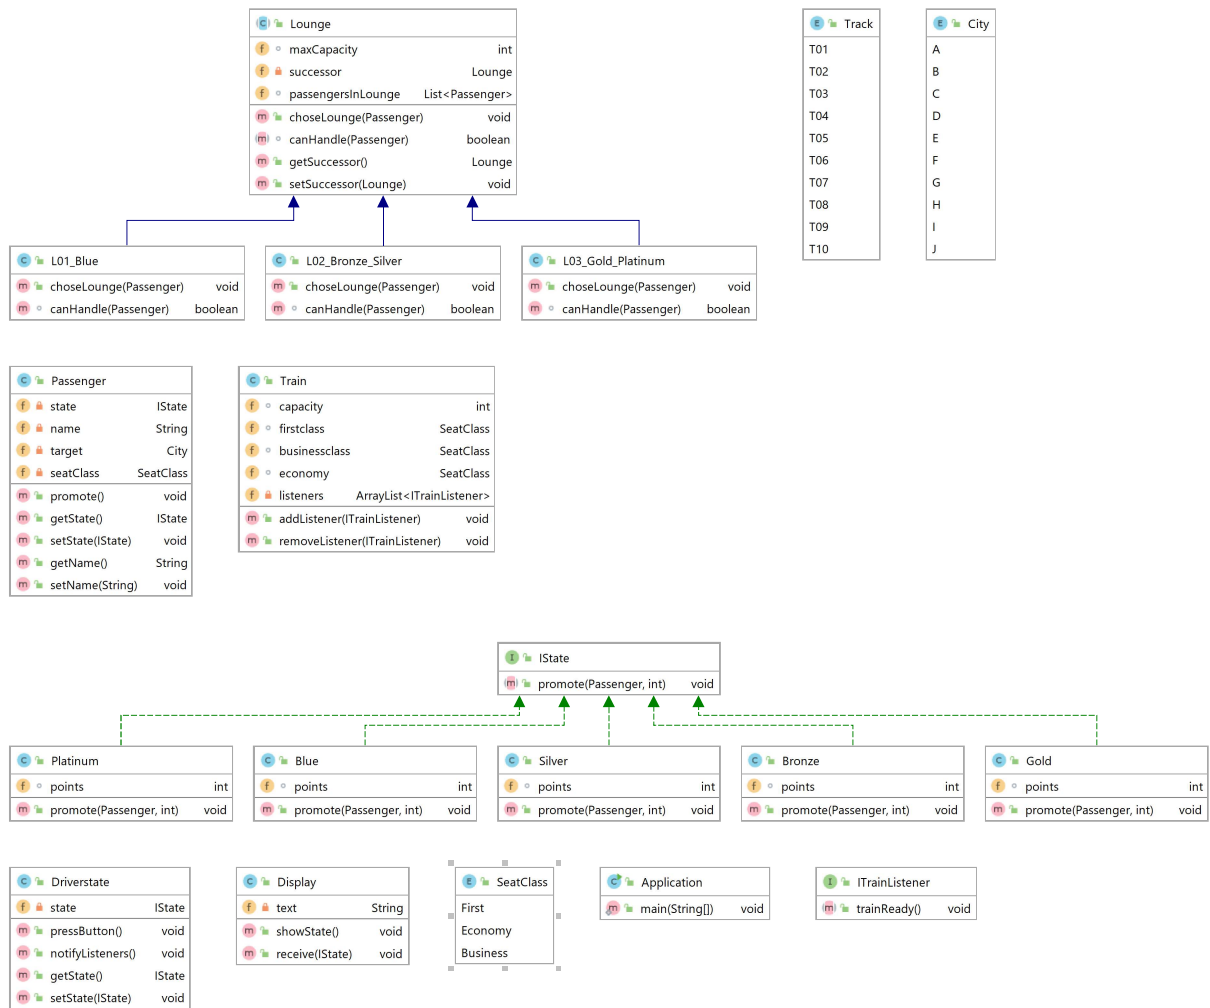 Lounge
maxCapacity int
successor Lounge
passengersInLounge List<Passenger>
choseLounge(Passenger) void
canHandle(Passenger) boolean
getSuccessor() Lounge
setSuccessor(Lounge) void
Track
T01
T02
T03
T04
T05
T06
T07
T08
T09
T10
City
A
B
C
D
E
F
G
H
I
J
L01_Blue
choseLounge(Passenger) void
canHandle(Passenger) boolean
L02_Bronze_Silver
choseLounge(Passenger) void
canHandle(Passenger) boolean
L03_Gold_Platinum
choseLounge(Passenger) void
canHandle(Passenger) boolean
Passenger
state IState
name String
target City
seatClass SeatClass
promote() void
getState() IState
setState(IState) void
getName() String
setName(String) void
Train
capacity int
firstclass SeatClass
businessclass SeatClass
economy SeatClass
listeners ArrayList<ITrainListener>
addListener(ITrainListener) void
removeListener(ITrainListener) void
IState
promote(Passenger, int) void
Platinum
points int
promote(Passenger, int) void
Blue
points int
promote(Passenger, int) void
Silver
points int
promote(Passenger, int) void
Bronze
points int
promote(Passenger, int) void
Gold
points int
promote(Passenger, int) void
Driverstate
state IState
pressButton() void
notifyListeners() void
getState() IState
setState(IState) void
Display
text String
showState() void
receive(IState) void
SeatClass
First
Economy
Business
Application
main(String[]) void
ITrainListener
trainReady() void